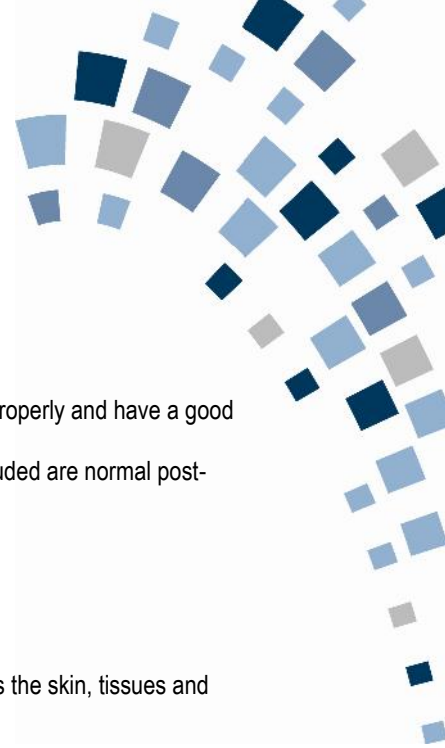 roperly and have a good
uded are normal post-
s the skin, tissues and